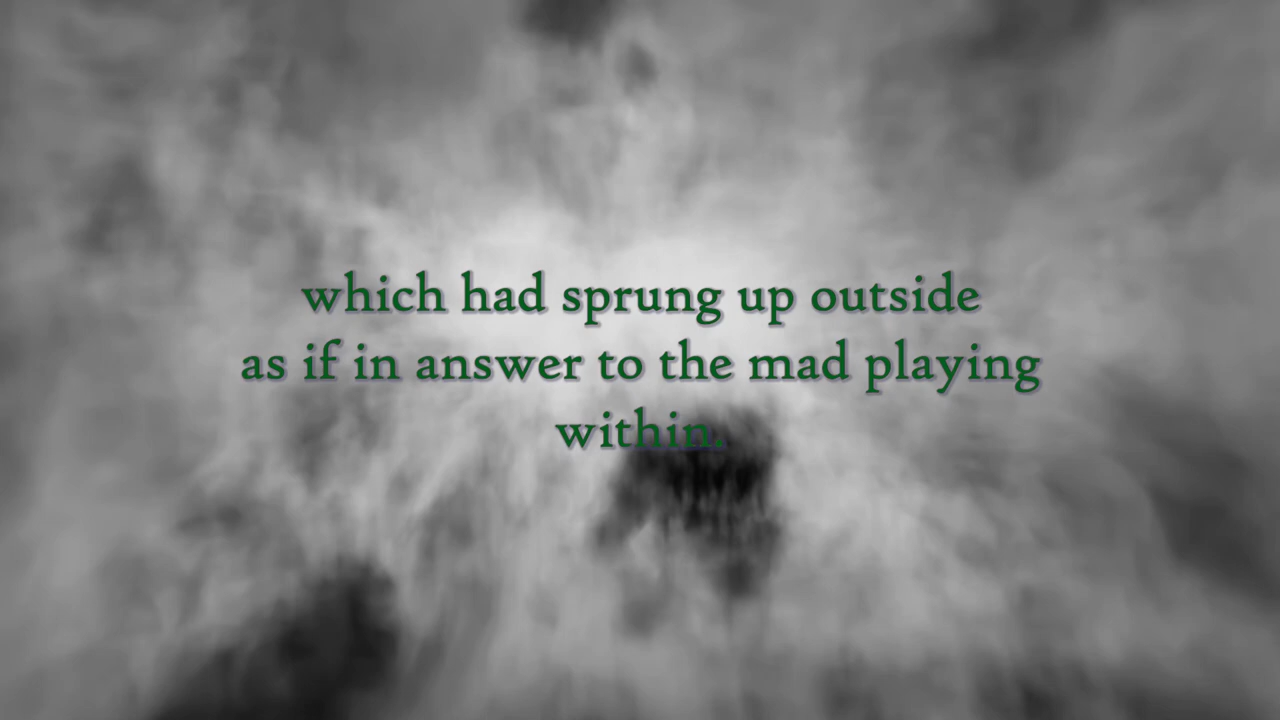 which had sprung up outside
as if in answer to the mad playing
within.